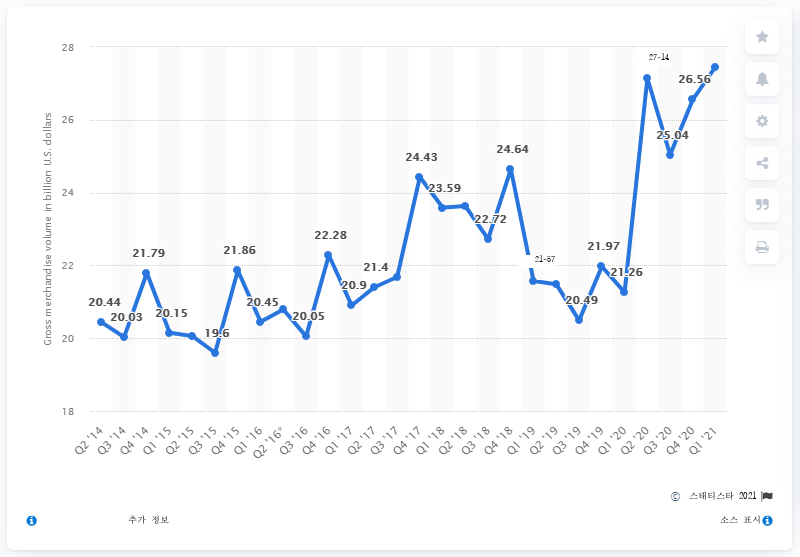 28
26
24
22
20
18
Gross merchandise volume in billion U.S. dollars
20.44
20.03
21.79
20.15
19.6
21.86
20.45
20.05
22.28
20.9
21.4
24.43
23.59
22.72
24.64
21-57
20.49
21.97
21.26
27-14
25.04
26.56
Q2 '14
Q3 '14
Q4 '14
Q1 '15
Q2 '15
Q3 '15
Q4 '15
Q1 '16
Q2 '16*
Q3 '16
Q4 '16
Q1 '17
Q2 '17
Q3 '17
Q4 '17
Q1 '18
Q2 '18
Q3 '18
Q4 '18
Q1 '19
Q2 '19
Q3 '19
Q4 '19
Q1 '20
Q2 '20
Q3 '20
Q4 '20
Q1 '21
© 스태티스타 2021
추가 정보
소스 표시